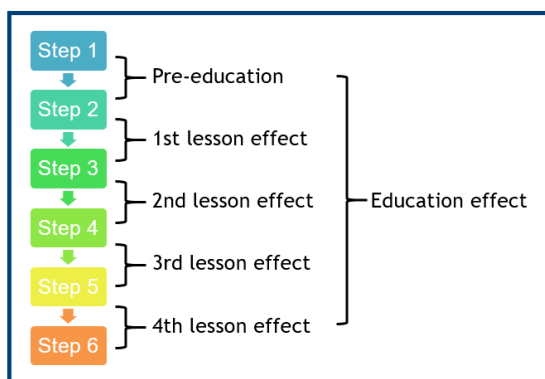 Step 1
Pre-education
Step 2
1st lesson effect
Step 3
2nd lesson effect
Education effect
Step 4
3rd lesson effect
Step 5
4th lesson effect
Step 6